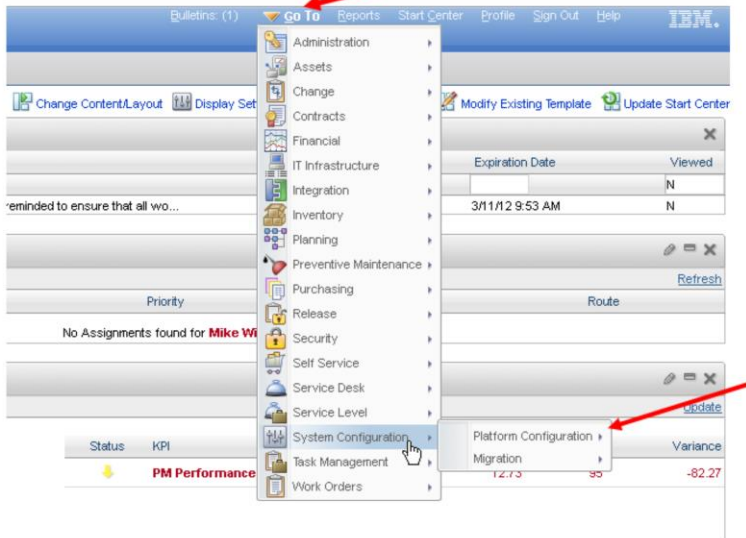 Bulletins: (1) Go To Reports Start Center Profile Sign Out Help IBM.
Change Content/Layout Display Set Modify Existing Template Update Start Center
Administration
Assets
Change
Contracts
Financial
IT Infrastructure
Integration
Inventory
Planning
Preventive Maintenance
Purchasing
Release
Security
Self Service
Service Desk
Service Level
System Configuration
Task Management
Work Orders
Platform Configuration
Migration
Expiration Date Viewed
N
reminded to ensure that all wo... 3/11/12 9:53 AM N
Refresh
Priority Route
No Assignments found for Mike Wi
Update
Status KPI Variance
PM Performance 12.73 95 -82.27